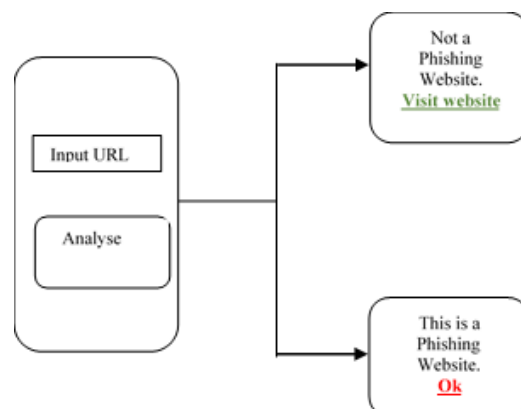 Not a
Phishing
Website.
Visit website
Input URL
Analyse
This is a
Phishing
Website.
Ok